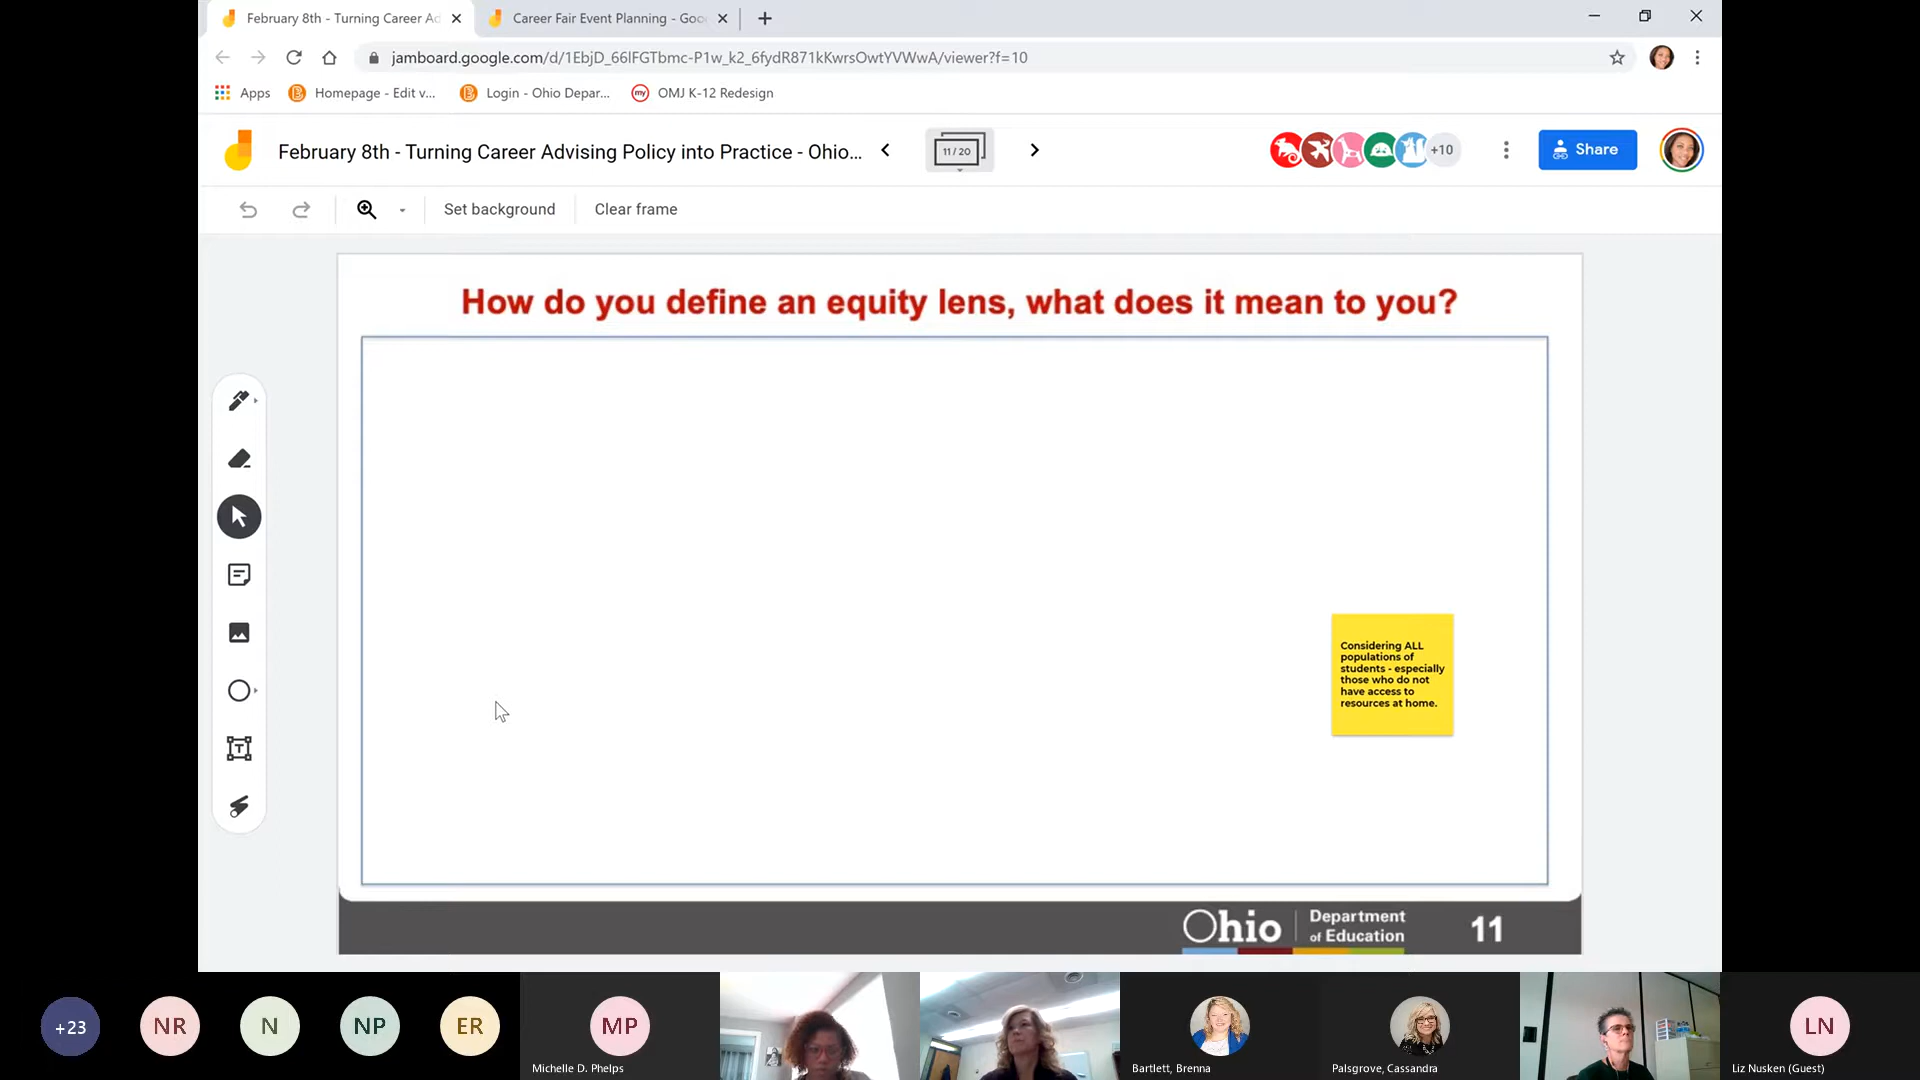 February 8th - Turning Career Ad
Career Fair Event Planning - Goo
jamboard.google.com/d/1EbjD_66lFGTbmc-P1w_k2_6fydR871kKwrsOwtYVWwA/viewer?f=10
Apps
Homepage - Edit v...
Login - Ohio Depar...
my
OMJ K-12 Redesign
February 8th - Turning Career Advising Policy into Practice - Ohio...
11 / 20
+10
Share
Set background
Clear frame
How do you define an equity lens, what does it mean to you?
Considering ALL
populations of
students - especially
those who do not
have access to
resources at home.
Ohio
Department
of Education
11
+23
NR
N
NP
ER
MP
LN
Michelle D. Phelps
Bartlett, Brenna
Palsgrove, Cassandra
Liz Nusken (Guest)